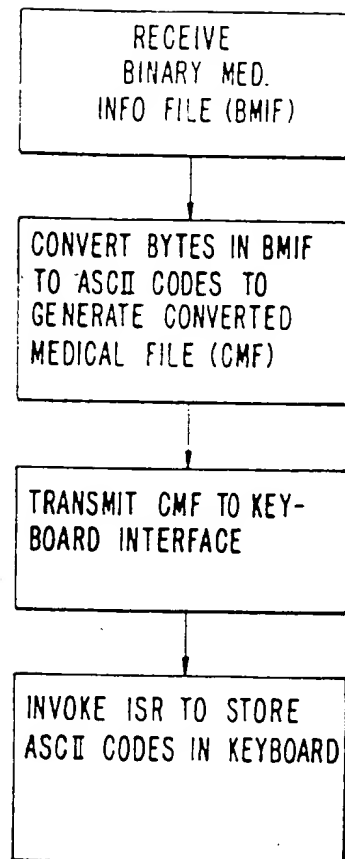 RECEIVE
BINARY MED.
INFO FILE (BMIF)
CONVERT BYTES IN BMIF
TO ASCII CODES TO
GENERATE CONVERTED
MEDICAL FILE (CMF)
TRANSMIT CMF TO KEY-
BOARD INTERFACE
INVOKE ISR TO STORE
ASCII CODES IN KEYBOARD